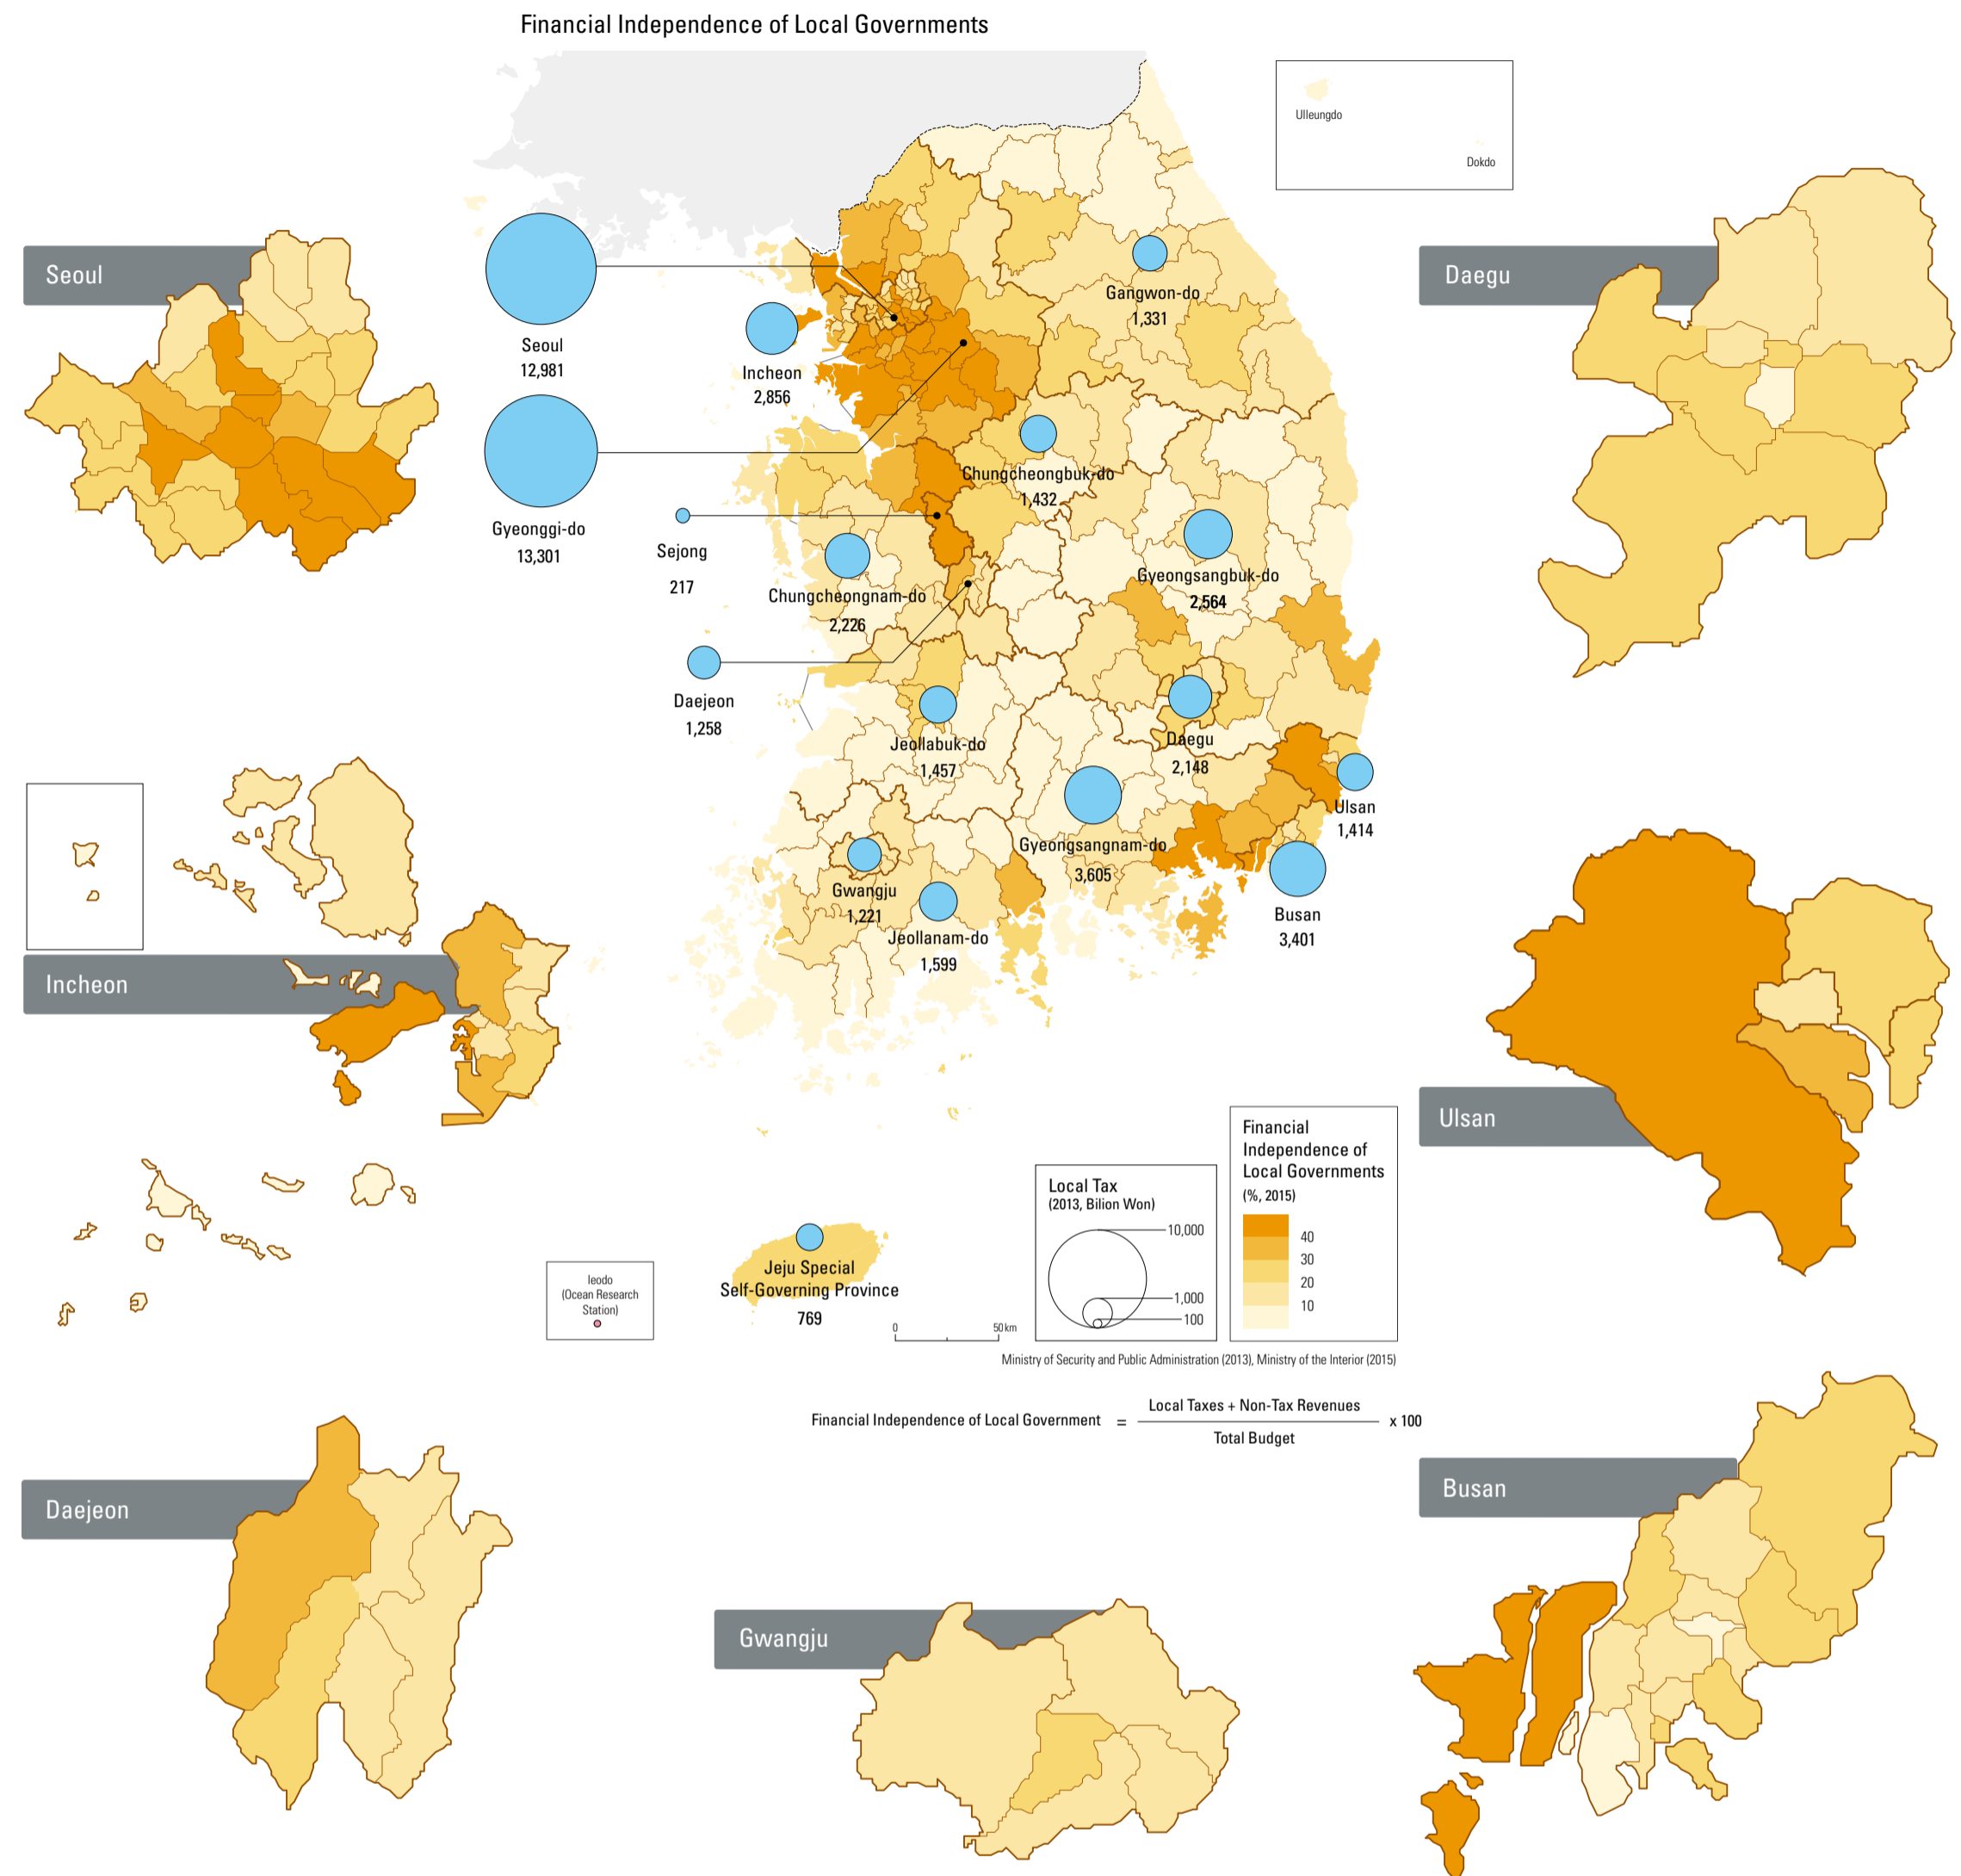 Financial Independence of Local Governments
Ulleungdo
Dokdo
Seoul
Daegu
Seoul
12,981
Incheon
2,856
Gangwon-do
1,331
Gyeonggi-do
13,301
Chungcheongbuk-do
1,432
Sejong
217
Chungcheongnam-do
2,226
Gyeongsangbuk-do
2,564
Daejeon
1,258
Jeollabuk-do
1,457
Daegu
2,148
Ulsan
1,414
Gyeongsangnam-do
3,605
Gwangju
1,221
Jeollanam-do
1,599
Busan
3,401
Incheon
Ulsan
Jeju Special
Self-Governing Province
769
Ieodo
(Ocean Research
Station)
0 50km
Local Tax
(2013, Bilion Won)
10,000
1,000
100
Financial
Independence of
Local Governments
(%, 2015)
40
30
20
10
Ministry of Security and Public Administration (2013), Ministry of the Interior (2015)
Financial Independence of Local Government = Local Taxes + Non-Tax Revenues x 100
Total Budget
Daejeon
Gwangju
Busan